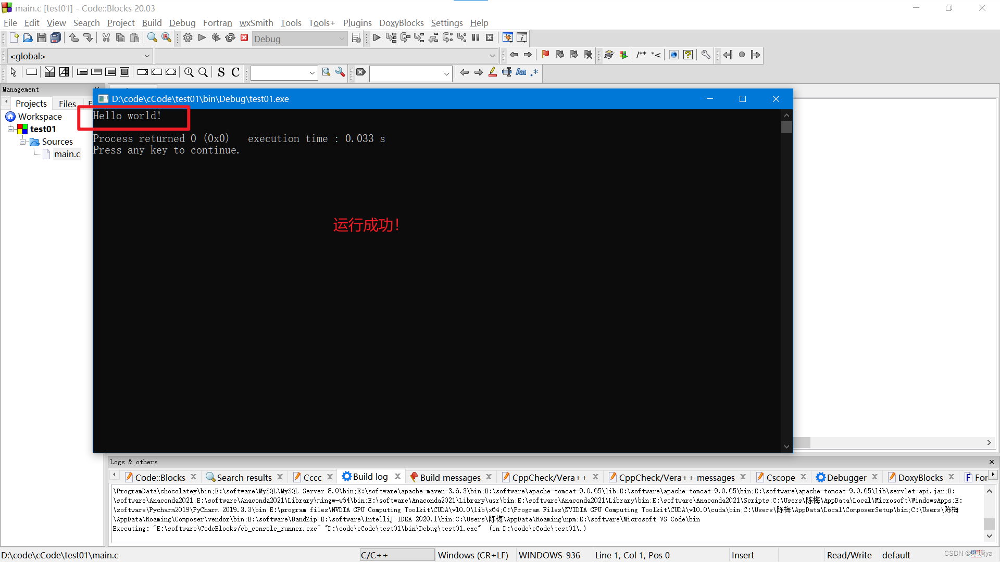 main.c [test01] - Code::Blocks 20.03
File Edit View Search Project Build Debug Fortran wxSmith Tools Tools+ Plugins DoxyBlocks Settings Help
Debug
<global>
/** *<
S C
Aa .*
Management
Projects Files
D:\code\cCode\test01\bin\Debug\test01.exe
Workspace
test01
Sources
main.c
Hello world!
Process returned 0 (0x0)   execution time : 0.033 s
Press any key to continue.
运行成功！
Logs & others
Code::Blocks Search results Cccc Build log Build messages CppCheck/Vera++ CppCheck/Vera++ messages Cscope Debugger DoxyBlocks For
\ProgramData\chocolatey\bin;E:\software\MySQL\MySQL Server 8.0\bin;E:\software\apache-maven-3.6.3\bin;E:\software\apache-tomcat-9.0.65\lib;E:\software\apache-tomcat-9.0.65\bin;E:\software\apache-tomcat-9.0.65\lib\servlet-api.jar;E:
\software\Anaconda2021;E:\software\Anaconda2021\Library\mingw-w64\bin;E:\software\Anaconda2021\Library\usr\bin;E:\software\Anaconda2021\Library\bin;E:\software\Anaconda2021\Scripts;C:\Users\陈梅\AppData\Local\Microsoft\WindowsApps;E:
\software\Pycharm2019\PyCharm 2019.3.3\bin;E:\program files\NVDIA GPU Computing Toolkit\CUDA\v10.0\lib\x64;C:\Program Files\NVIDIA GPU Computing Toolkit\CUDA\v10.0\cuda\bin;C:\Users\陈梅\AppData\Local\ComposerSetup\bin;C:\Users\陈梅
\AppData\Roaming\Composer\vendor\bin;E:\software\BandZip;E:\software\IntelliJ IDEA 2020.1\bin;C:\Users\陈梅\AppData\Roaming\npm;E:\software\Microsoft VS Code\bin
Executing: "E:\software\CodeBlocks/cb_console_runner.exe" "D:\code\cCode\test01\bin\Debug\test01.exe"  (in D:\code\cCode\test01\.)
D:\code\cCode\test01\main.c C/C++ Windows (CR+LF) WINDOWS-936 Line 1, Col 1, Pos 0 Insert Read/Write default
CSDN